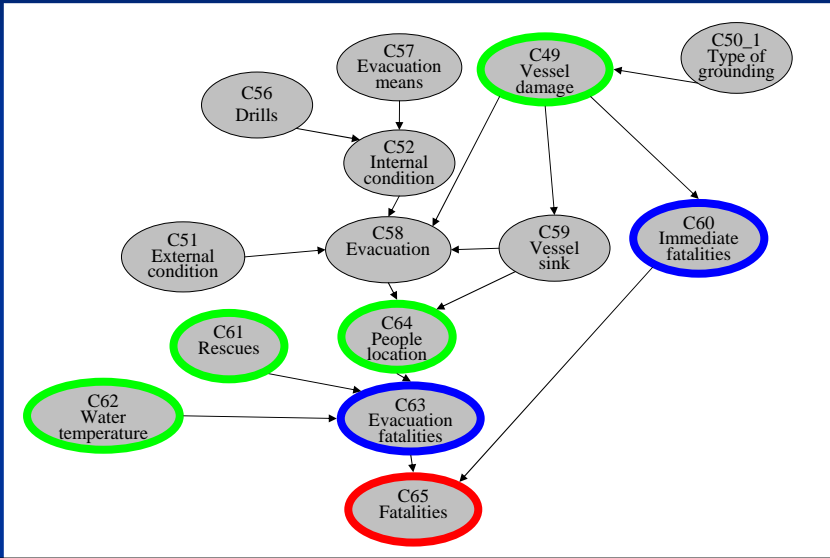 C57
Evacuation
means
C49
Vessel
damage
C50_1
Type of
grounding
C56
Drills
C52
Internal
condition
C51
External
condition
C58
Evacuation
C59
Vessel
sink
C60
Immediate
fatalities
C61
Rescues
C64
People
location
C62
Water
temperature
C63
Evacuation
fatalities
C65
Fatalities